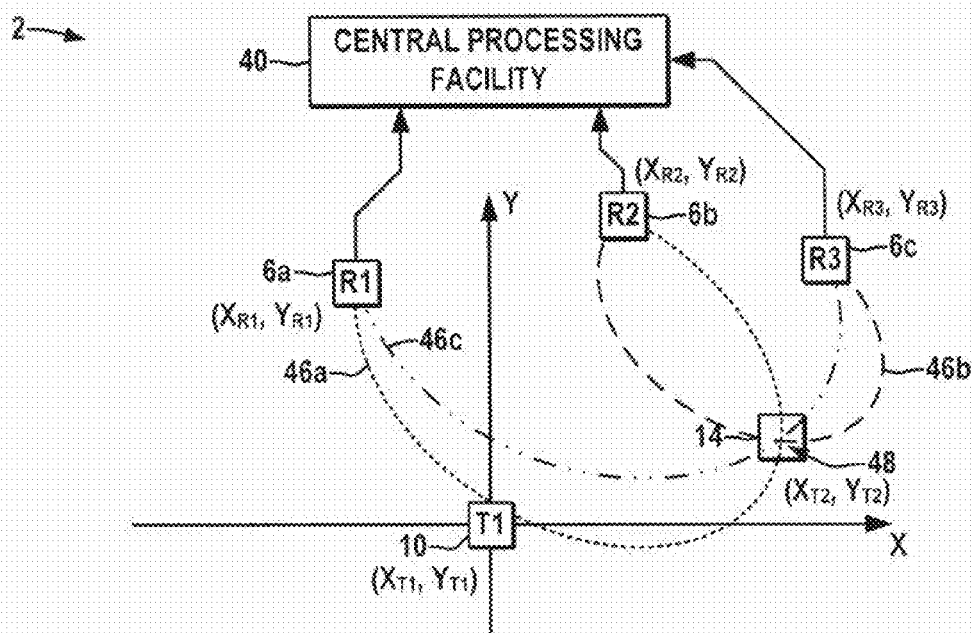 2
40
CENTRAL PROCESSING
FACILITY
(XR2, YR2)
Y
R2
6b
(XR3, YR3)
6a
R1
R3
6c
(XR1, YR1)
46c
46a
46b
14
48
(XT2, YT2)
T1
10
X
(XT1, YT1)